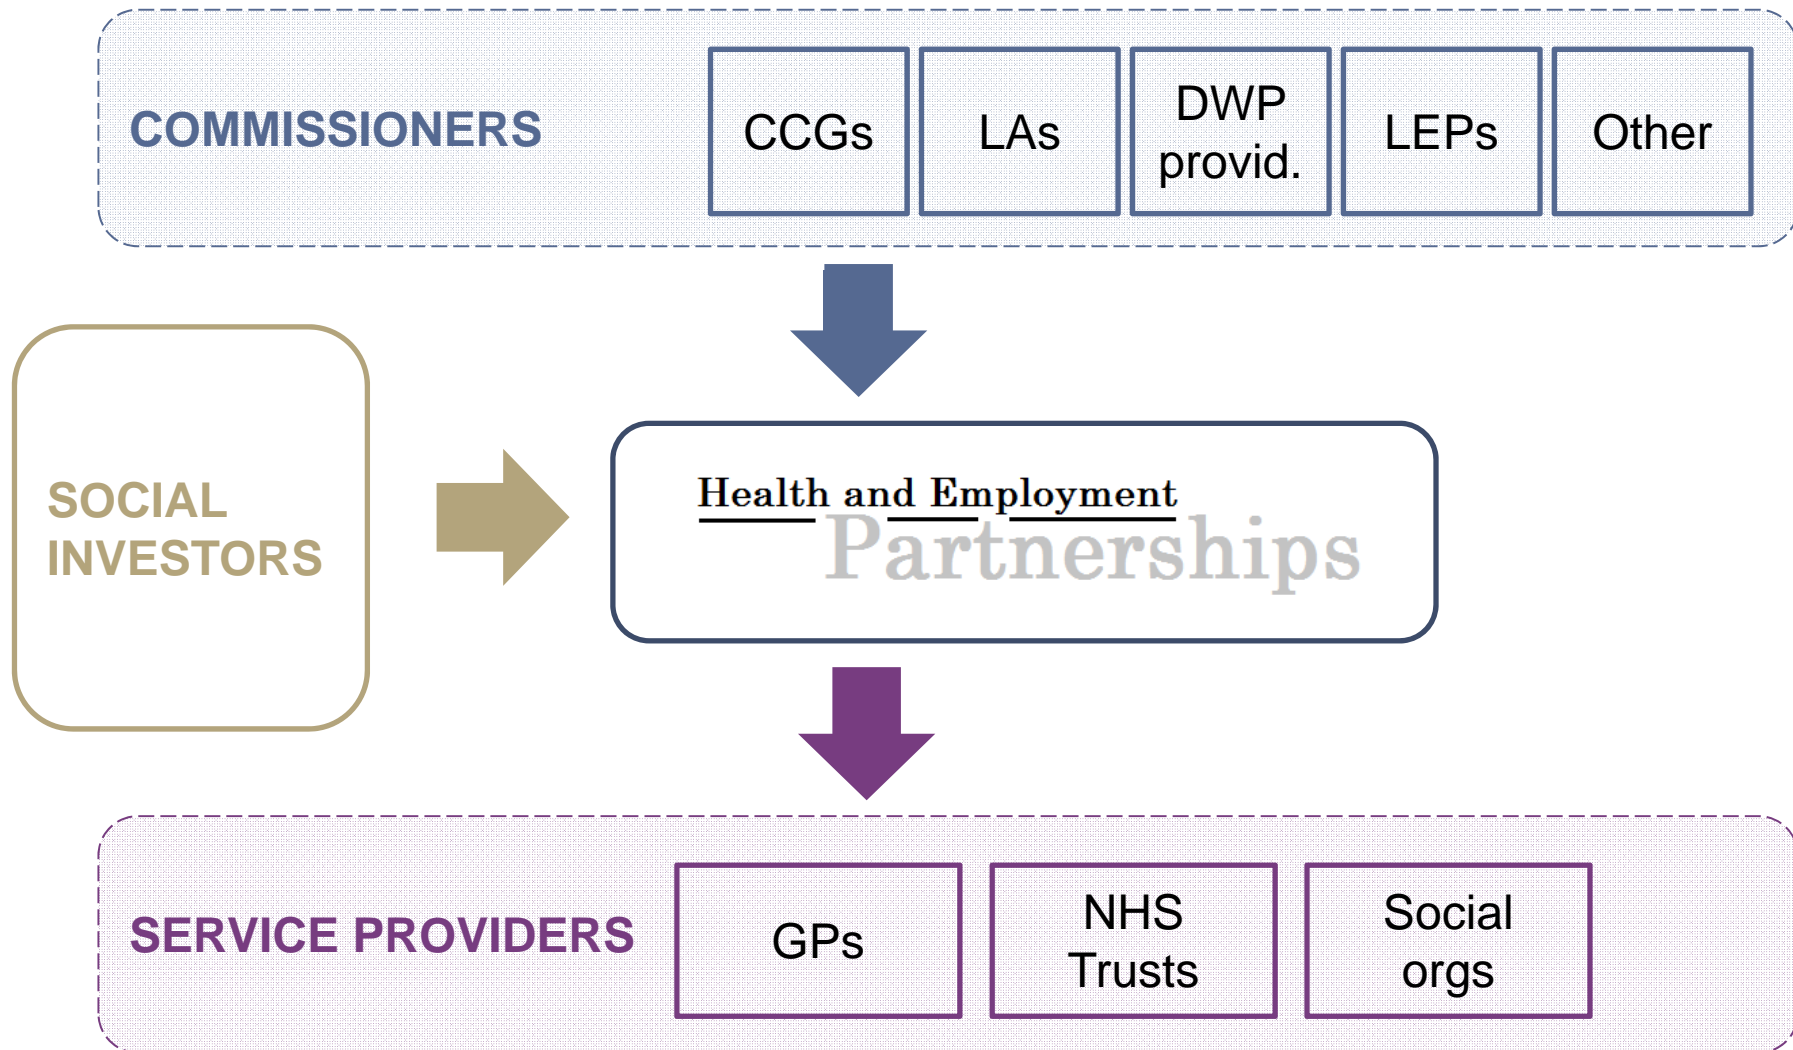 COMMISSIONERS
CCGs
LAs
DWP
provid.
LEPs
Other
SOCIAL
INVESTORS
Health and Employment
Partnerships
SERVICE PROVIDERS
GPs
NHS
Trusts
Social
orgs